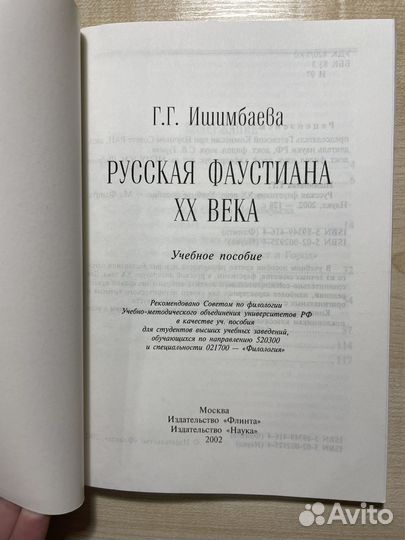 Г.Г. Ишимбаева
РУССКАЯ ФАУСТИАНА
XX ВЕКА
Учебное пособие
Рекомендовано Советом по филологии
Учебно-методического объединения университетов РФ
в качестве уч. пособия
для студентов высших учебных заведений,
обучающихся по направлению 520300
и специальности 021700 — «Филология»
Москва
Издательство «Флинта»
Издательство «Наука»
2002
Avito